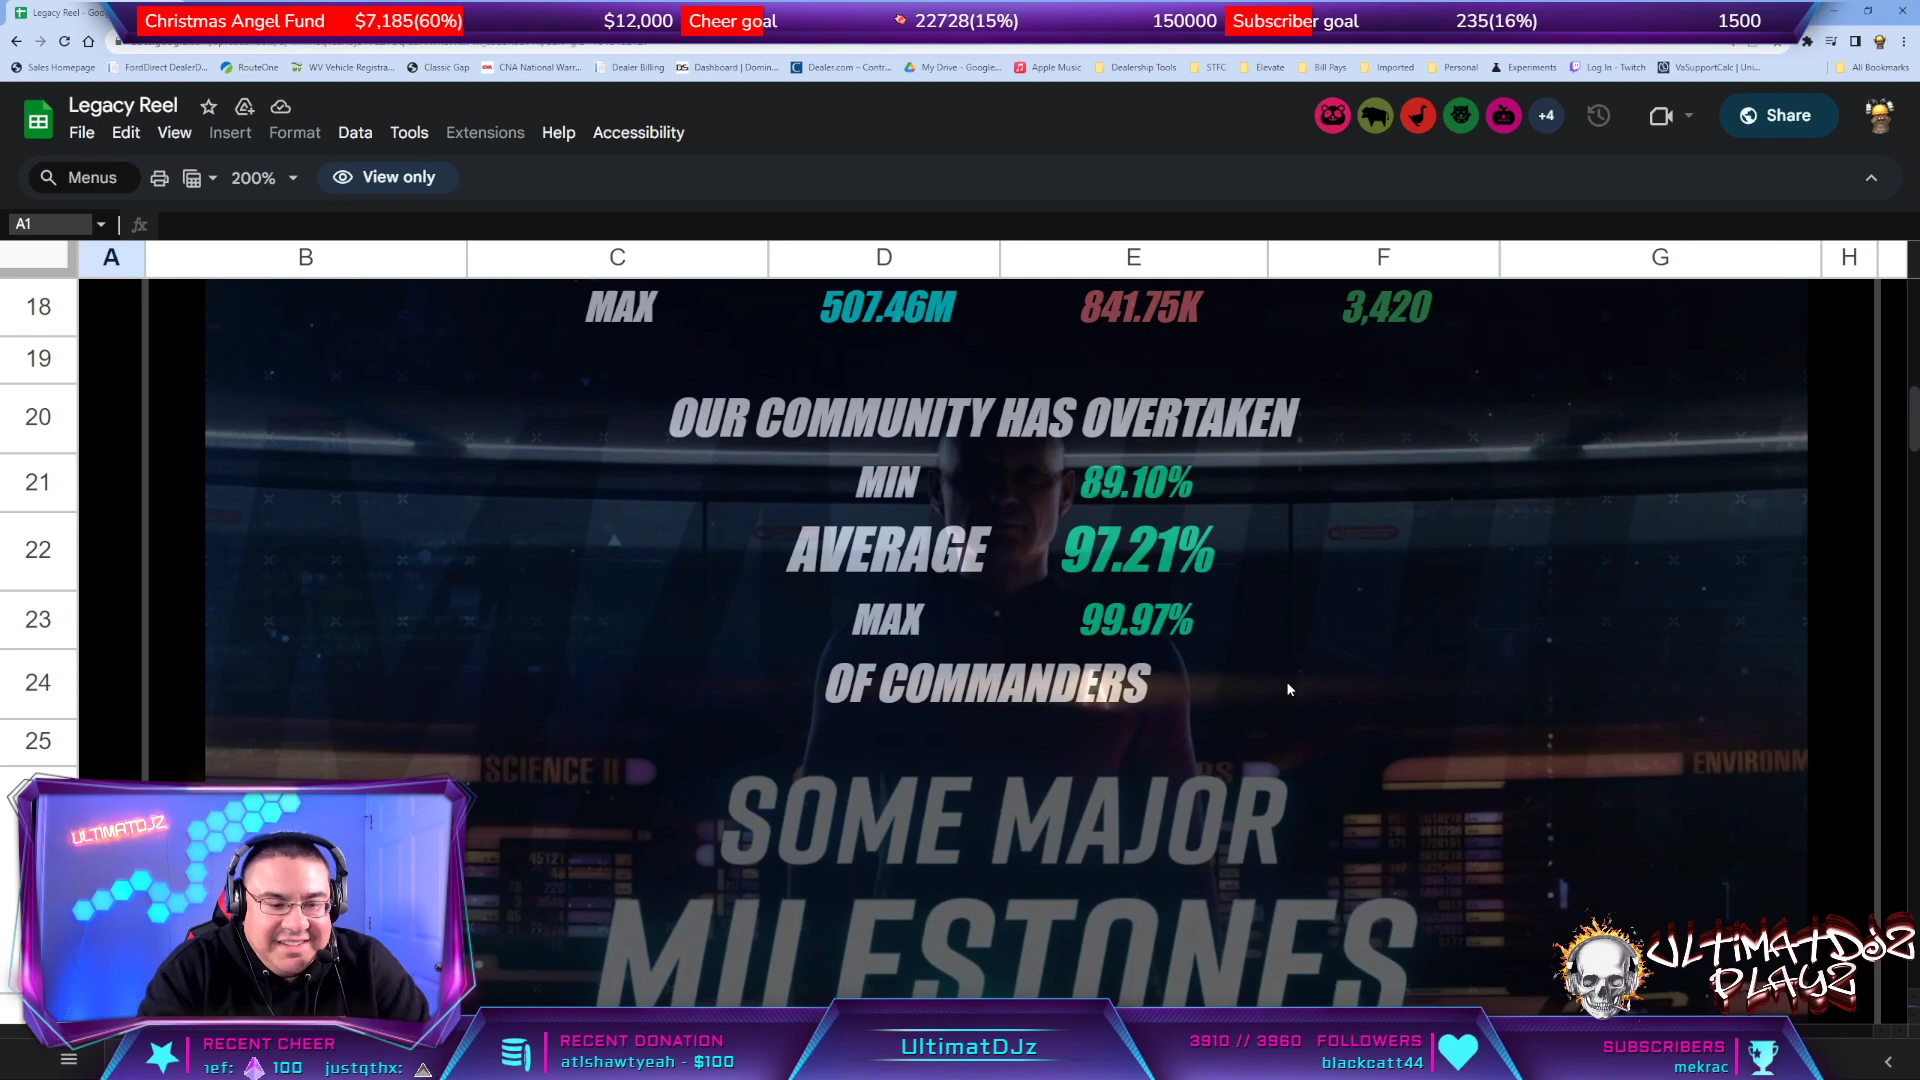 Legacy Reel - Goo
Christmas Angel Fund $7,185(60%) $12,000 Cheer goal 22728(15%) 150000 Subscriber goal 235(16%) 1500
Sales Homepage FordDirect DealerD... RouteOne WV Vehicle Registra... Classic Gap CNA National Warr... Dealer Billing Dashboard | Domin... Dealer.com – Contr... My Drive - Google... Apple Music Dealership Tools STFC Elevate Bill Pays Imported Personal Experiments Log In - Twitch VaSupportCalc | Uni... All Bookmarks
Legacy Reel
File Edit View Insert Format Data Tools Extensions Help Accessibility
+4 Share
Menus 200% View only
A1 fx
A B C D E F G H
18 MAX 507.46M 841.75K 3,420
19
20 OUR COMMUNITY HAS OVERTAKEN
21 MIN 89.10%
22 AVERAGE 97.21%
23 MAX 99.97%
24 OF COMMANDERS
25
SCIENCE II ENVIRONM
SOME MAJOR
MILESTONES
ULTIMATDJZ
ULTIMATDJZ
PLAYZ
RECENT CHEER
nef: 100 justqthx:
RECENT DONATION
atlshawtyeah - $100
UltimatDJz
3910 // 3960 FOLLOWERS
blackcatt44
SUBSCRIBERS
mekrac